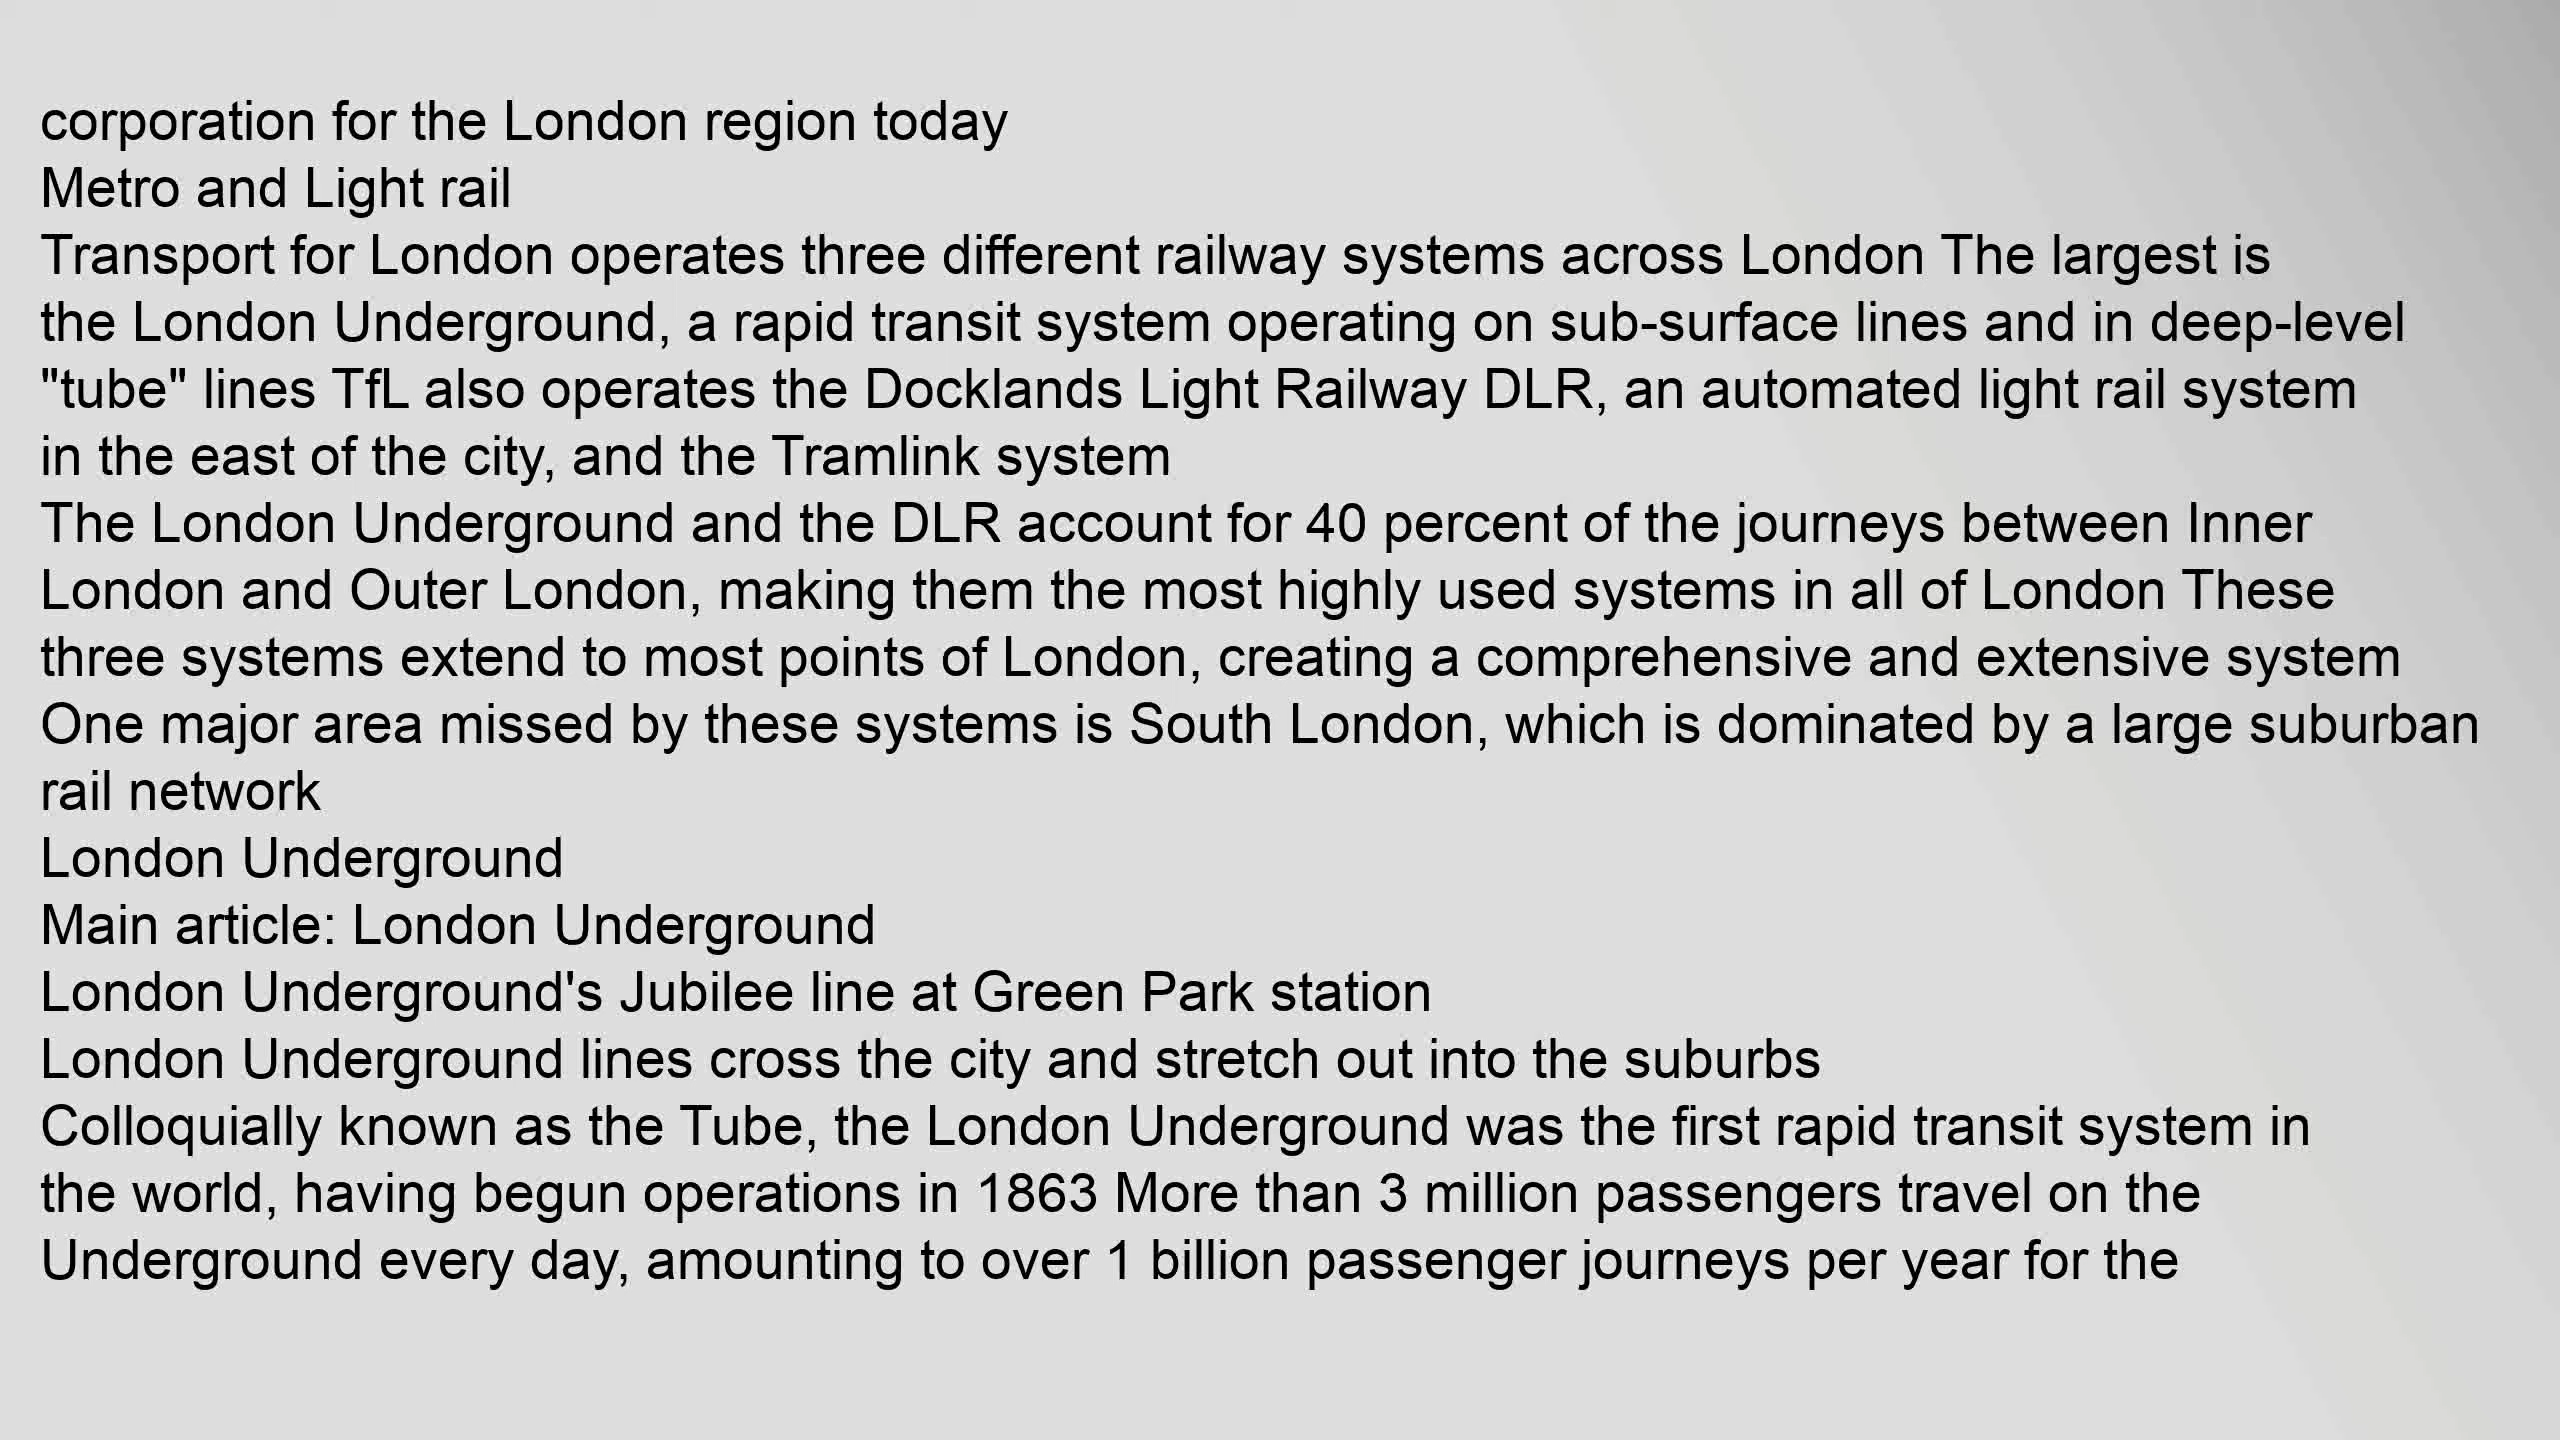 corporation for the London region today
Metro and Light rail
Transport for London operates three different railway systems across London The largest is
the London Underground, a rapid transit system operating on sub-surface lines and in deep-level
"tube" lines TfL also operates the Docklands Light Railway DLR, an automated light rail system
in the east of the city, and the Tramlink system
The London Underground and the DLR account for 40 percent of the journeys between Inner
London and Outer London, making them the most highly used systems in all of London These
three systems extend to most points of London, creating a comprehensive and extensive system
One major area missed by these systems is South London, which is dominated by a large suburban
rail network
London Underground
Main article: London Underground
London Underground's Jubilee line at Green Park station
London Underground lines cross the city and stretch out into the suburbs
Colloquially known as the Tube, the London Underground was the first rapid transit system in
the world, having begun operations in 1863 More than 3 million passengers travel on the
Underground every day, amounting to over 1 billion passenger journeys per year for the